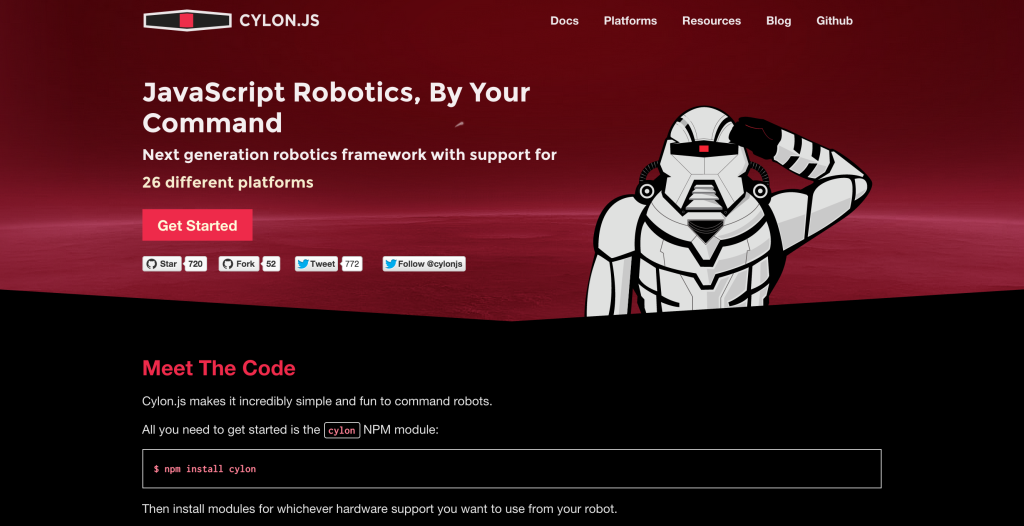 CYLON.JS
Docs Platforms Resources Blog Github
JavaScript Robotics, By Your
Command
Next generation robotics framework with support for
26 different platforms
Get Started
Star 720 Fork 52 Tweet 772 Follow @cylonjs
Meet The Code
Cylon.js makes it incredibly simple and fun to command robots.
All you need to get started is the cylon NPM module:
$ npm install cylon
Then install modules for whichever hardware support you want to use from your robot.